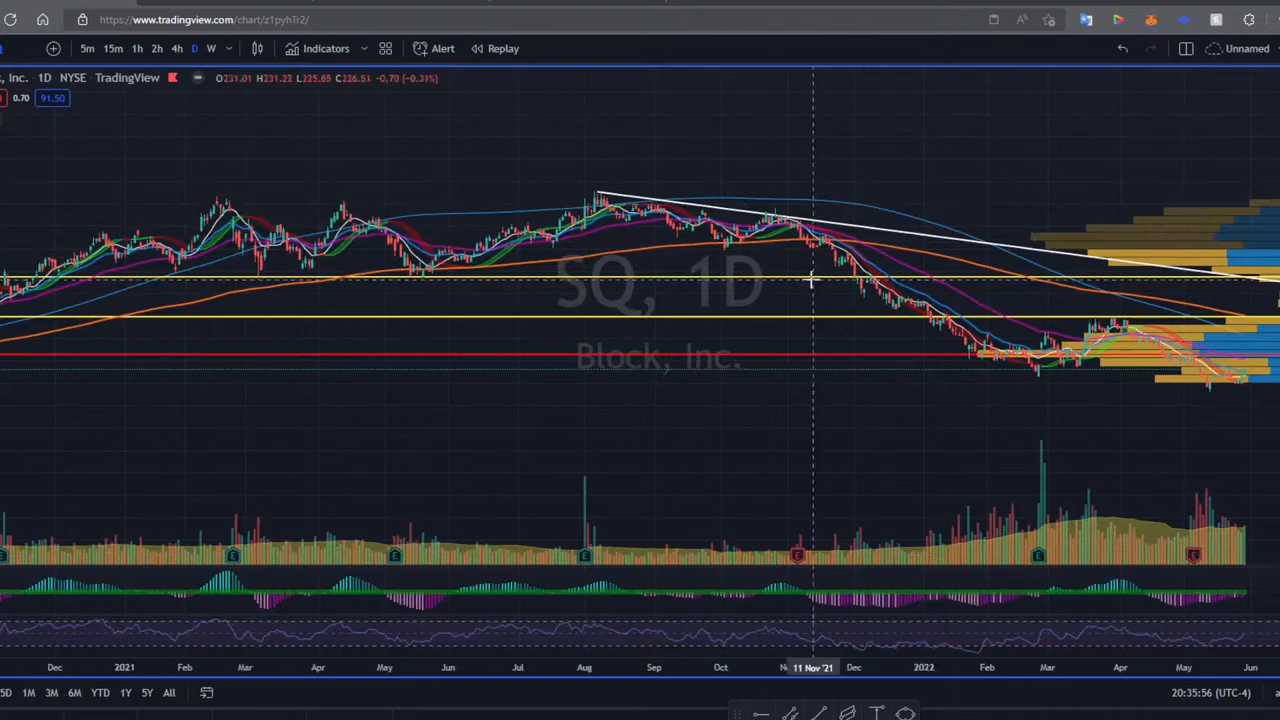 https://www.tradingview.com/chart/z1pyhTr2/
5m 15m 1h 2h 4h D W Indicators Alert Replay Unnamed
, Inc. 1D NYSE TradingView O231.01 H231.22 L225.85 C226.51 -0.70 (-0.31%)
0.70 91.50
SQ, 1D
Block, Inc.
E E E E E E E
Dec 2021 Feb Mar Apr May Jun Jul Aug Sep Oct 11 Nov '21 Dec 2022 Feb Mar Apr May Jun
5D 1M 3M 6M YTD 1Y 5Y All 20:35:56 (UTC-4)